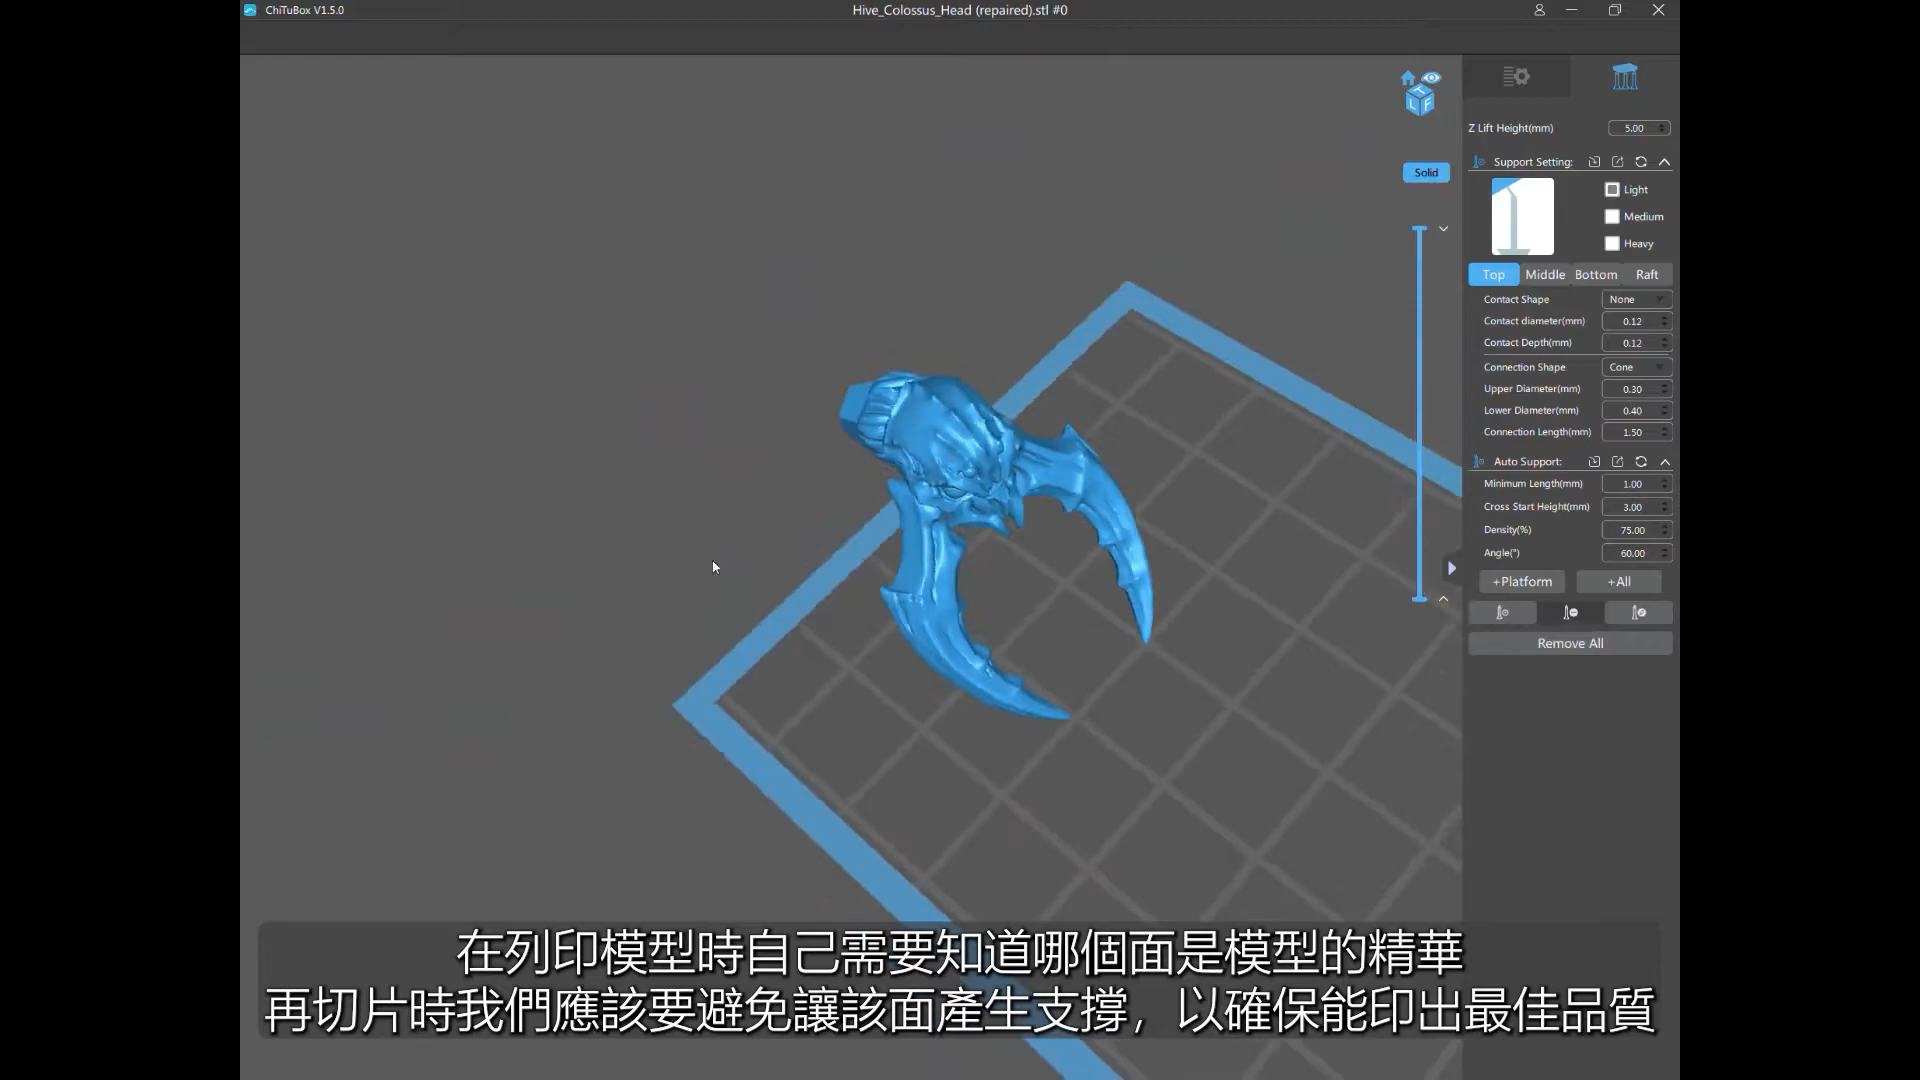 ChiTuBox V1.5.0
Hive_Colossus_Head (repaired).stl #0
Z Lift Height(mm) 5.00
Support Setting:
Solid
Light
Medium
Heavy
Top Middle Bottom Raft
Contact Shape None
Contact diameter(mm) 0.12
Contact Depth(mm) 0.12
Connection Shape Cone
Upper Diameter(mm) 0.30
Lower Diameter(mm) 0.40
Connection Length(mm) 1.50
Auto Support:
Minimum Length(mm) 1.00
Cross Start Height(mm) 3.00
Density(%) 75.00
Angle(°) 60.00
+Platform +All
Remove All
T
L F
在列印模型時自己需要知道哪個面是模型的精華
再切片時我們應該要避免讓該面產生支撐，以確保能印出最佳品質